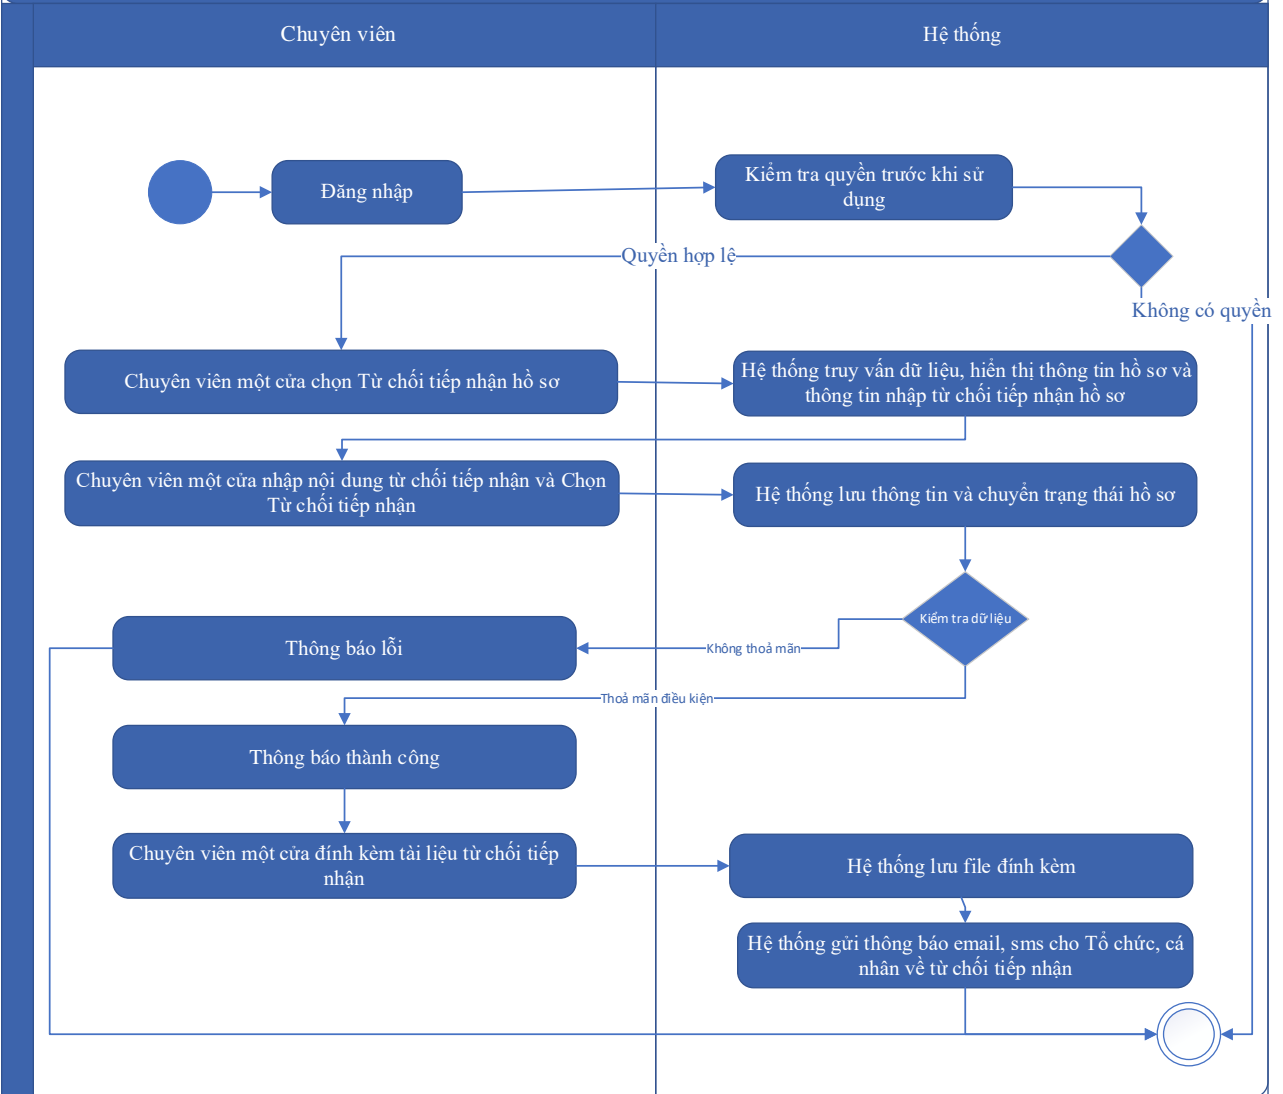 Chuyên viên
Hệ thống
Đăng nhập
Kiểm tra quyền trước khi sử
dụng
Quyền hợp lệ
Không có quyền
Chuyên viên một cửa chọn Từ chối tiếp nhận hồ sơ
Hệ thống truy vấn dữ liệu, hiển thị thông tin hồ sơ và
thông tin nhập từ chối tiếp nhận hồ sơ
Chuyên viên một cửa nhập nội dung từ chối tiếp nhận và Chọn
Từ chối tiếp nhận
Hệ thống lưu thông tin và chuyển trạng thái hồ sơ
Kiểm tra dữ liệu
Thông báo lỗi
Không thoả mãn
Thoả mãn điều kiện
Thông báo thành công
Chuyên viên một cửa đính kèm tài liệu từ chối tiếp
nhận
Hệ thống lưu file đính kèm
Hệ thống gửi thông báo email, sms cho Tổ chức, cá
nhân về từ chối tiếp nhận